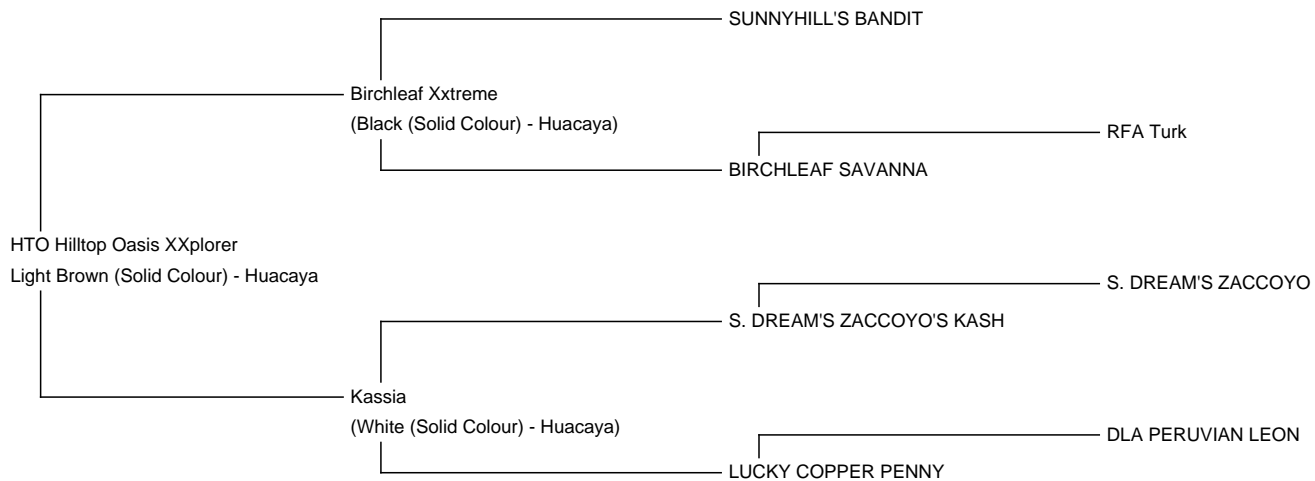 SUNNYHILL'S BANDIT
Birchleaf Xxtreme
(Black (Solid Colour) - Huacaya)
RFA Turk
BIRCHLEAF SAVANNA
HTO Hilltop Oasis XXplorer
Light Brown (Solid Colour) - Huacaya
S. DREAM'S ZACCOYO
S. DREAM'S ZACCOYO'S KASH
Kassia
(White (Solid Colour) - Huacaya)
DLA PERUVIAN LEON
LUCKY COPPER PENNY